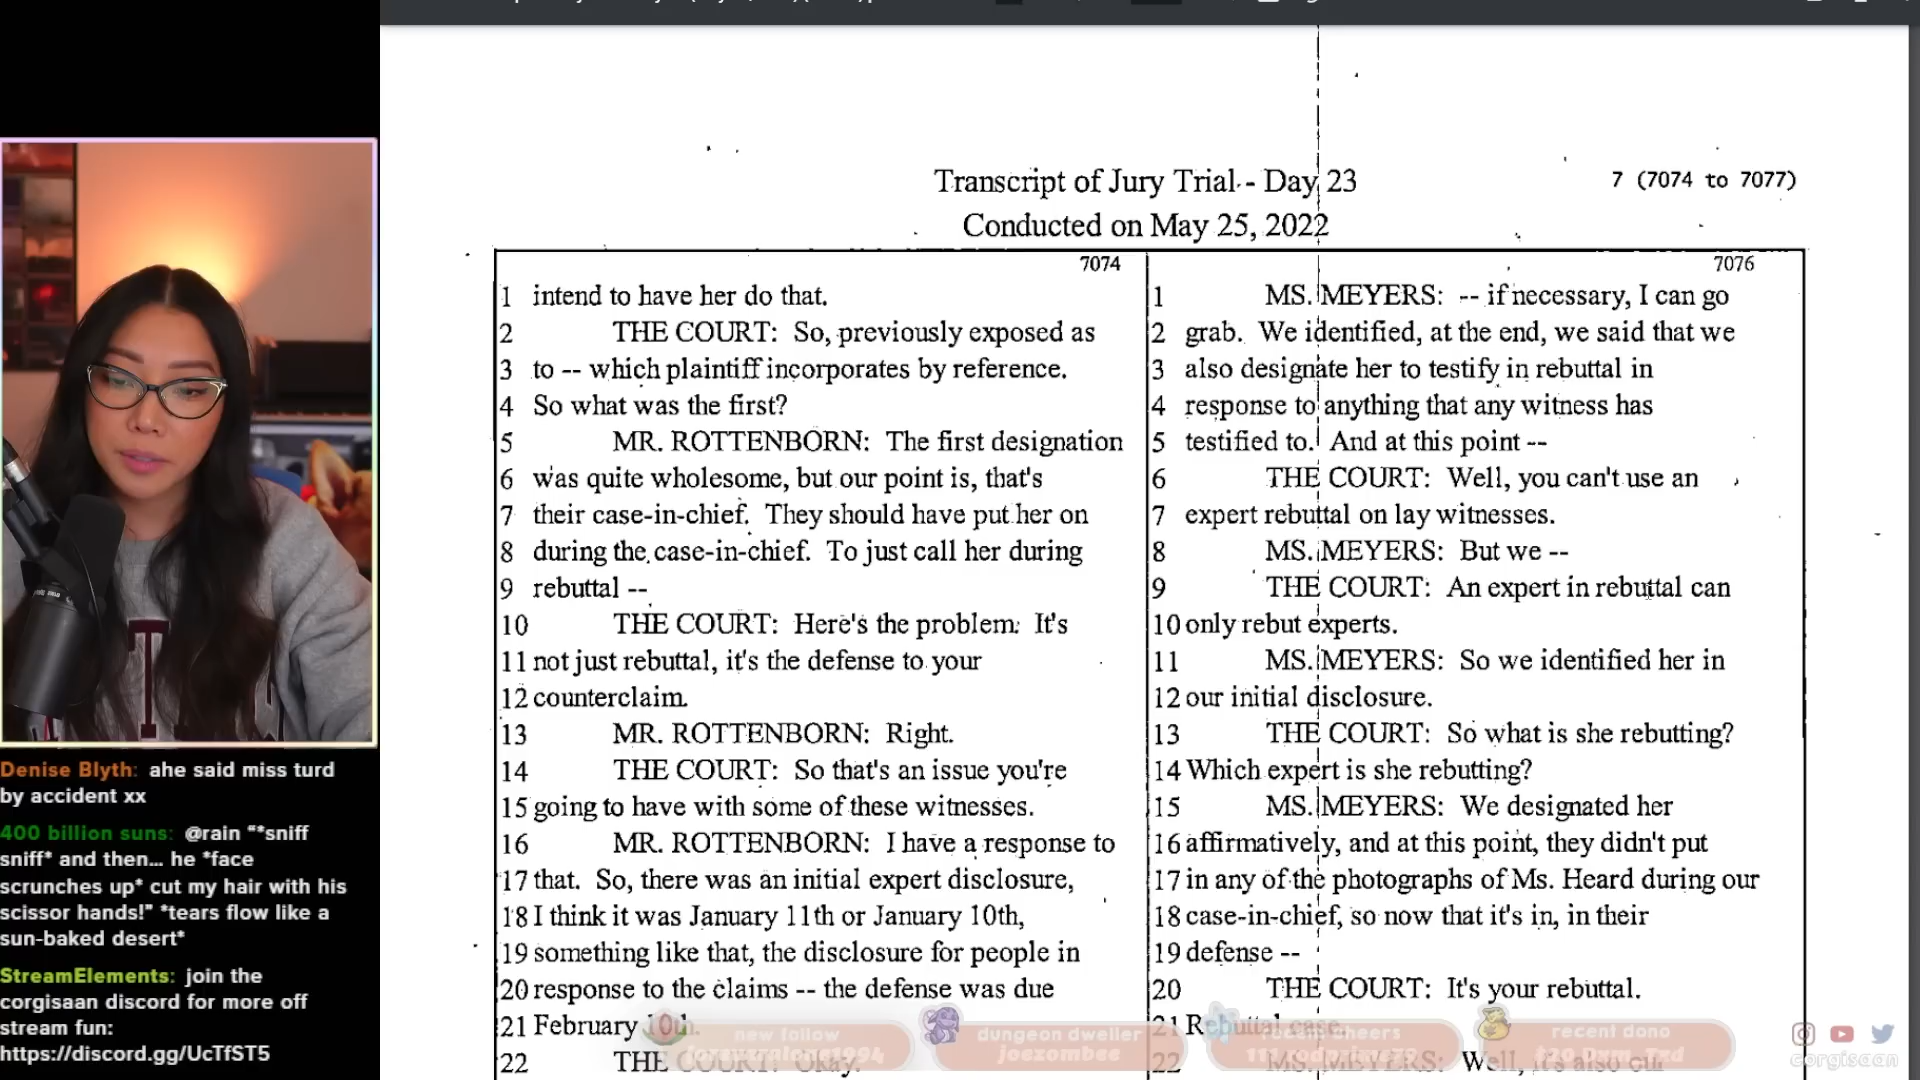 Transcript of Jury Trial - Day 23
7 (7074 to 7077)
Conducted on May 25, 2022
7074
1 intend to have her do that.
2 THE COURT: So, previously exposed as
3 to -- which plaintiff incorporates by reference.
4 So what was the first?
5 MR. ROTTENBORN: The first designation
6 was quite wholesome, but our point is, that's
7 their case-in-chief. They should have put her on
8 during the case-in-chief. To just call her during
9 rebuttal --
10 THE COURT: Here's the problem. It's
11 not just rebuttal, it's the defense to your
12 counterclaim.
13 MR. ROTTENBORN: Right.
14 THE COURT: So that's an issue you're
15 going to have with some of these witnesses.
16 MR. ROTTENBORN: I have a response to
17 that. So, there was an initial expert disclosure,
18 I think it was January 11th or January 10th,
19 something like that, the disclosure for people in
20 response to the claims -- the defense was due
21 February 10th.
22 THE COURT: Okay.
7076
1 MS. MEYERS: -- if necessary, I can go
2 grab. We identified, at the end, we said that we
3 also designate her to testify in rebuttal in
4 response to anything that any witness has
5 testified to. And at this point --
6 THE COURT: Well, you can't use an
7 expert rebuttal on lay witnesses.
8 MS. MEYERS: But we --
9 THE COURT: An expert in rebuttal can
10 only rebut experts.
11 MS. MEYERS: So we identified her in
12 our initial disclosure.
13 THE COURT: So what is she rebutting?
14 Which expert is she rebutting?
15 MS. MEYERS: We designated her
16 affirmatively, and at this point, they didn't put
17 in any of the photographs of Ms. Heard during our
18 case-in-chief, so now that it's in, in their
19 defense --
20 THE COURT: It's your rebuttal.
21 Rebuttal case.
22 MS. MEYERS: Well, it's also our
Denise Blyth: ahe said miss turd
by accident xx
400 billion suns: @rain "*sniff
sniff* and then... he *face
scrunches up* cut my hair with his
scissor hands!" *tears flow like a
sun-baked desert*
StreamElements: join the
corgisaan discord for more off
stream fun:
https://discord.gg/UcTfST5
new follow
dungeon dweller
joezombee
cheers
recent dono
corgisaan